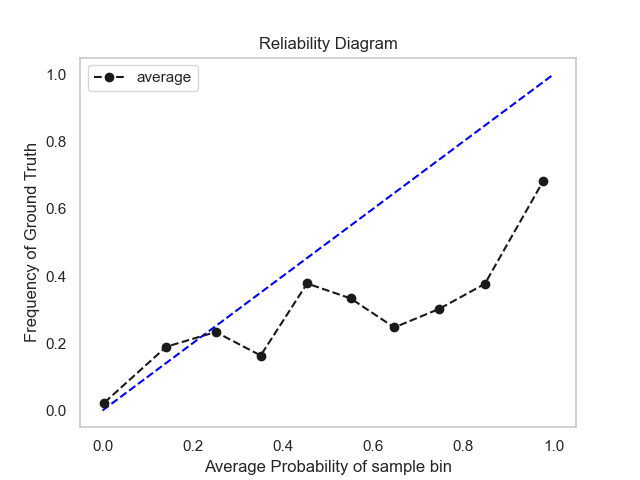 Reliability Diagram
average
Frequency of Ground Truth
1.0
0.8
0.6
0.4
0.2
0.0
0.0 0.2 0.4 0.6 0.8 1.0
Average Probability of sample bin